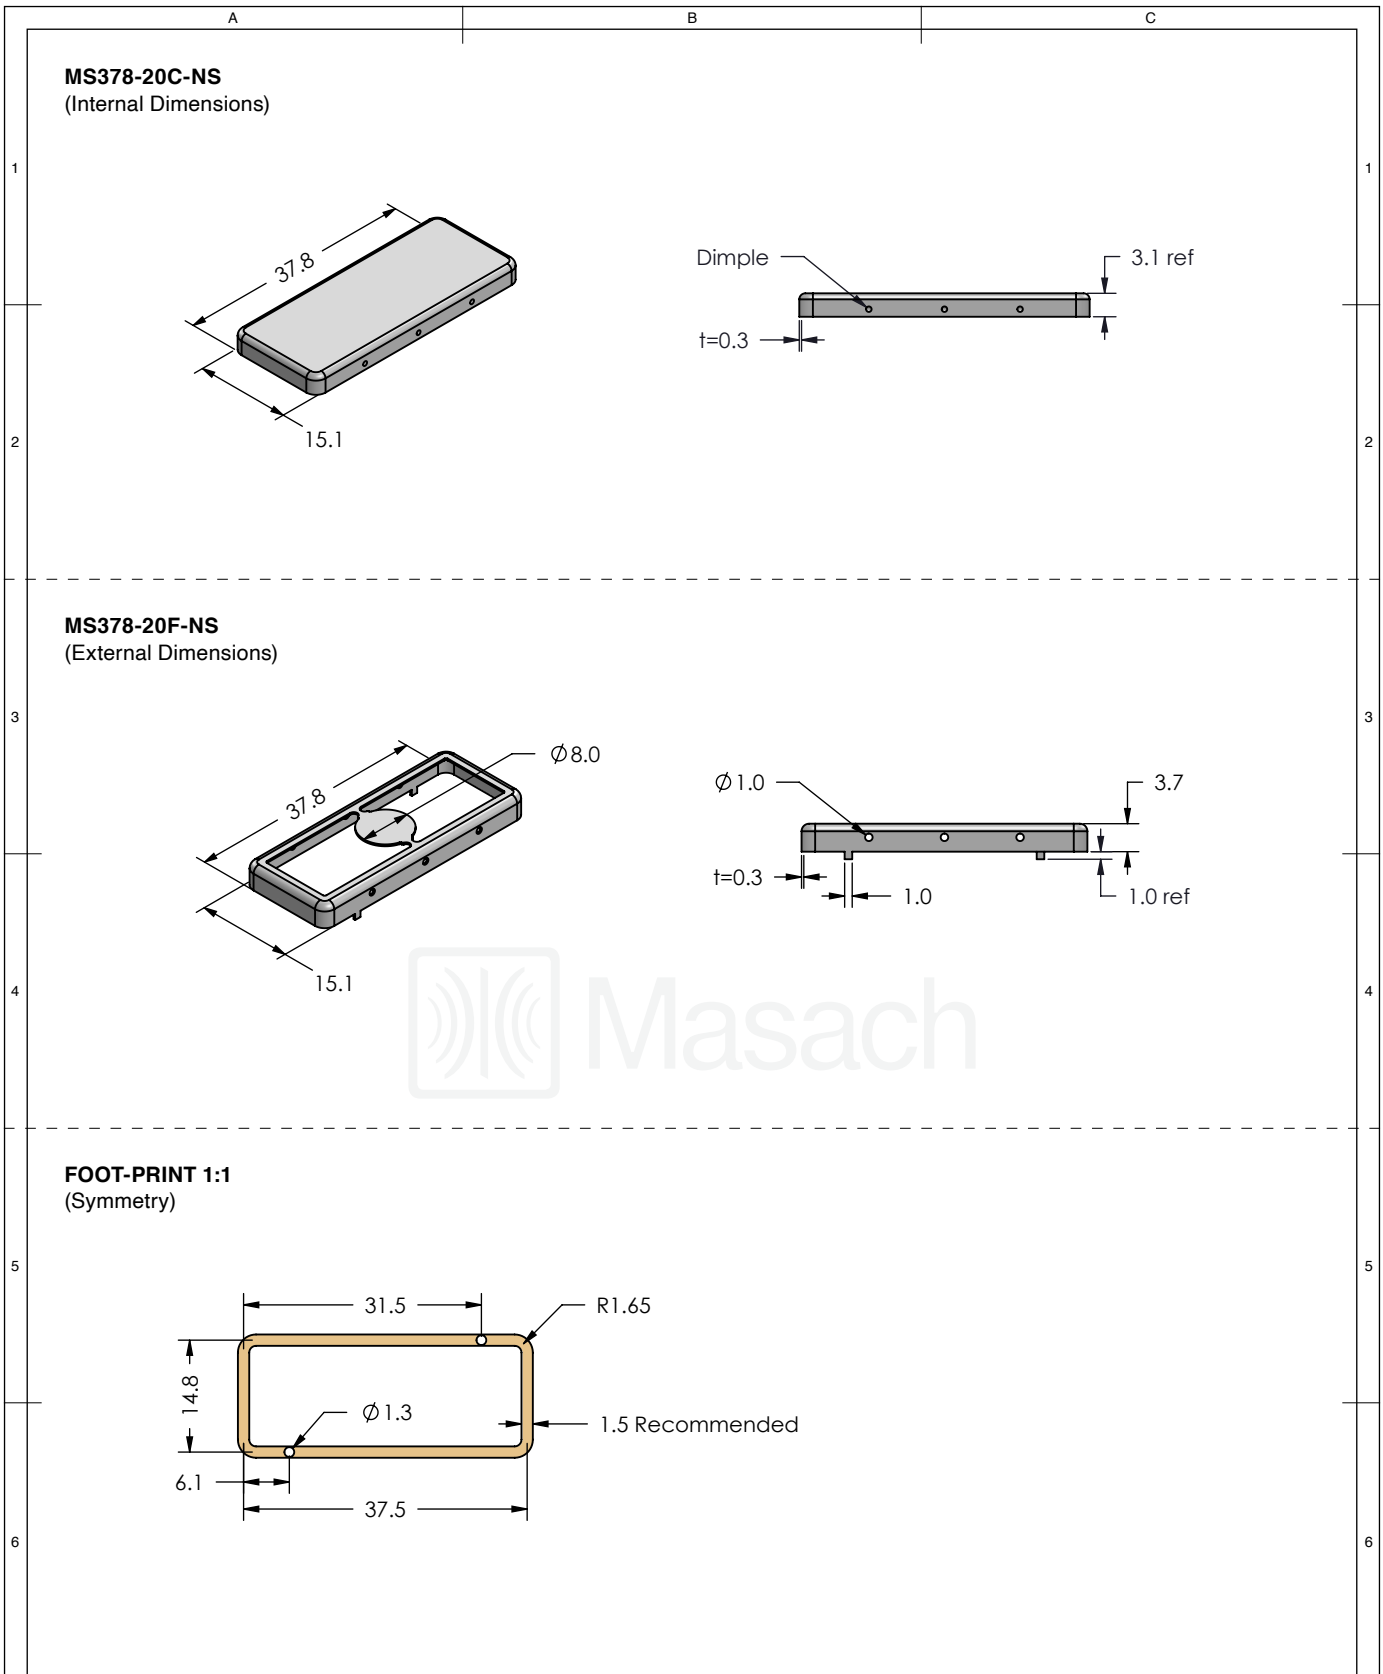 A B C
MS378-20C-NS
(Internal Dimensions)
1 1
37.8
15.1
Dimple
3.1 ref
t=0.3
2 2
MS378-20F-NS
(External Dimensions)
3 3
37.8
Ø8.0
15.1
Ø1.0
3.7
t=0.3
1.0
1.0 ref
Masach
4 4
FOOT-PRINT 1:1
(Symmetry)
5 5
31.5
R1.65
14.8
Ø1.3
1.5 Recommended
6.1
37.5
6 6